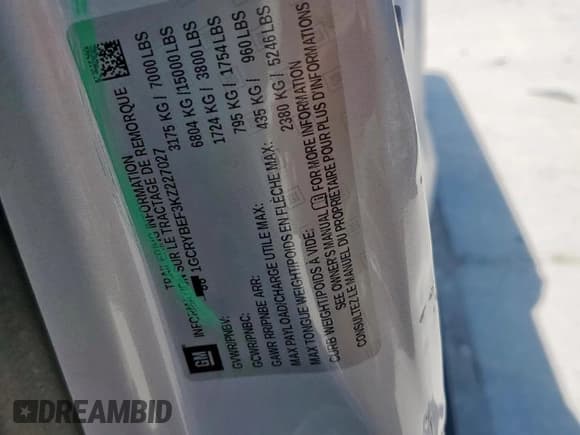 TRAILERING INFORMATION
INFORMATION SUR LE TRACTAGE DE REMORQUE
1GCRYBEF3KZ227027
GM
GVWR/PNBV: 3175 KG / 7000 LBS
GCWR/PNBC: 6804 KG / 15000 LBS
GAWR RR/PNBE ARR: 1724 KG / 3800 LBS
MAX PAYLOAD/CHARGE UTILE MAX: 795 KG / 1754 LBS
MAX TONGUE WEIGHT/POIDS EN FLÈCHE MAX: 435 KG / 960 LBS
CURB WEIGHT/POIDS À VIDE: 2380 KG / 5246 LBS
SEE OWNER'S MANUAL FOR MORE INFORMATION
CONSULTEZ LE MANUEL DU PROPRIÉTAIRE POUR PLUS D'INFORMATIONS
DREAMBID